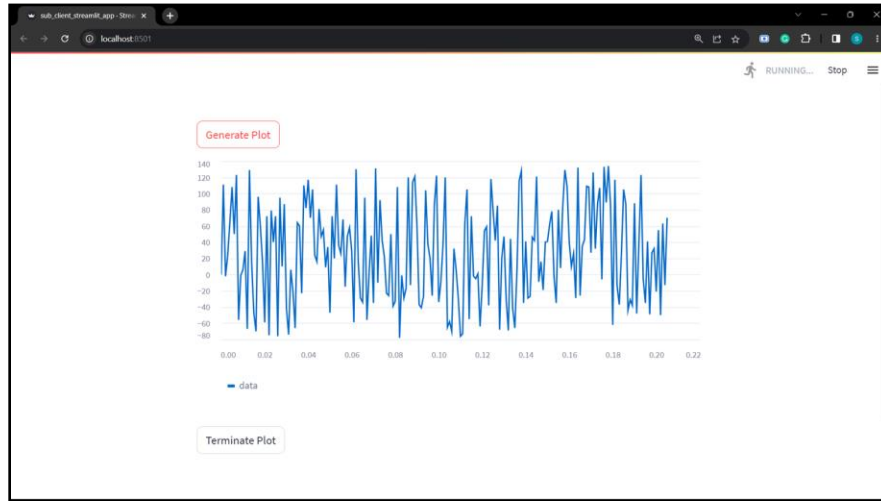 sub_client_streamlit_app · Strea
localhost:8501
RUNNING... Stop
Generate Plot
140
120
100
80
60
40
20
0
−20
−40
−60
−80
0.00 0.02 0.04 0.06 0.08 0.10 0.12 0.14 0.16 0.18 0.20 0.22
data
Terminate Plot